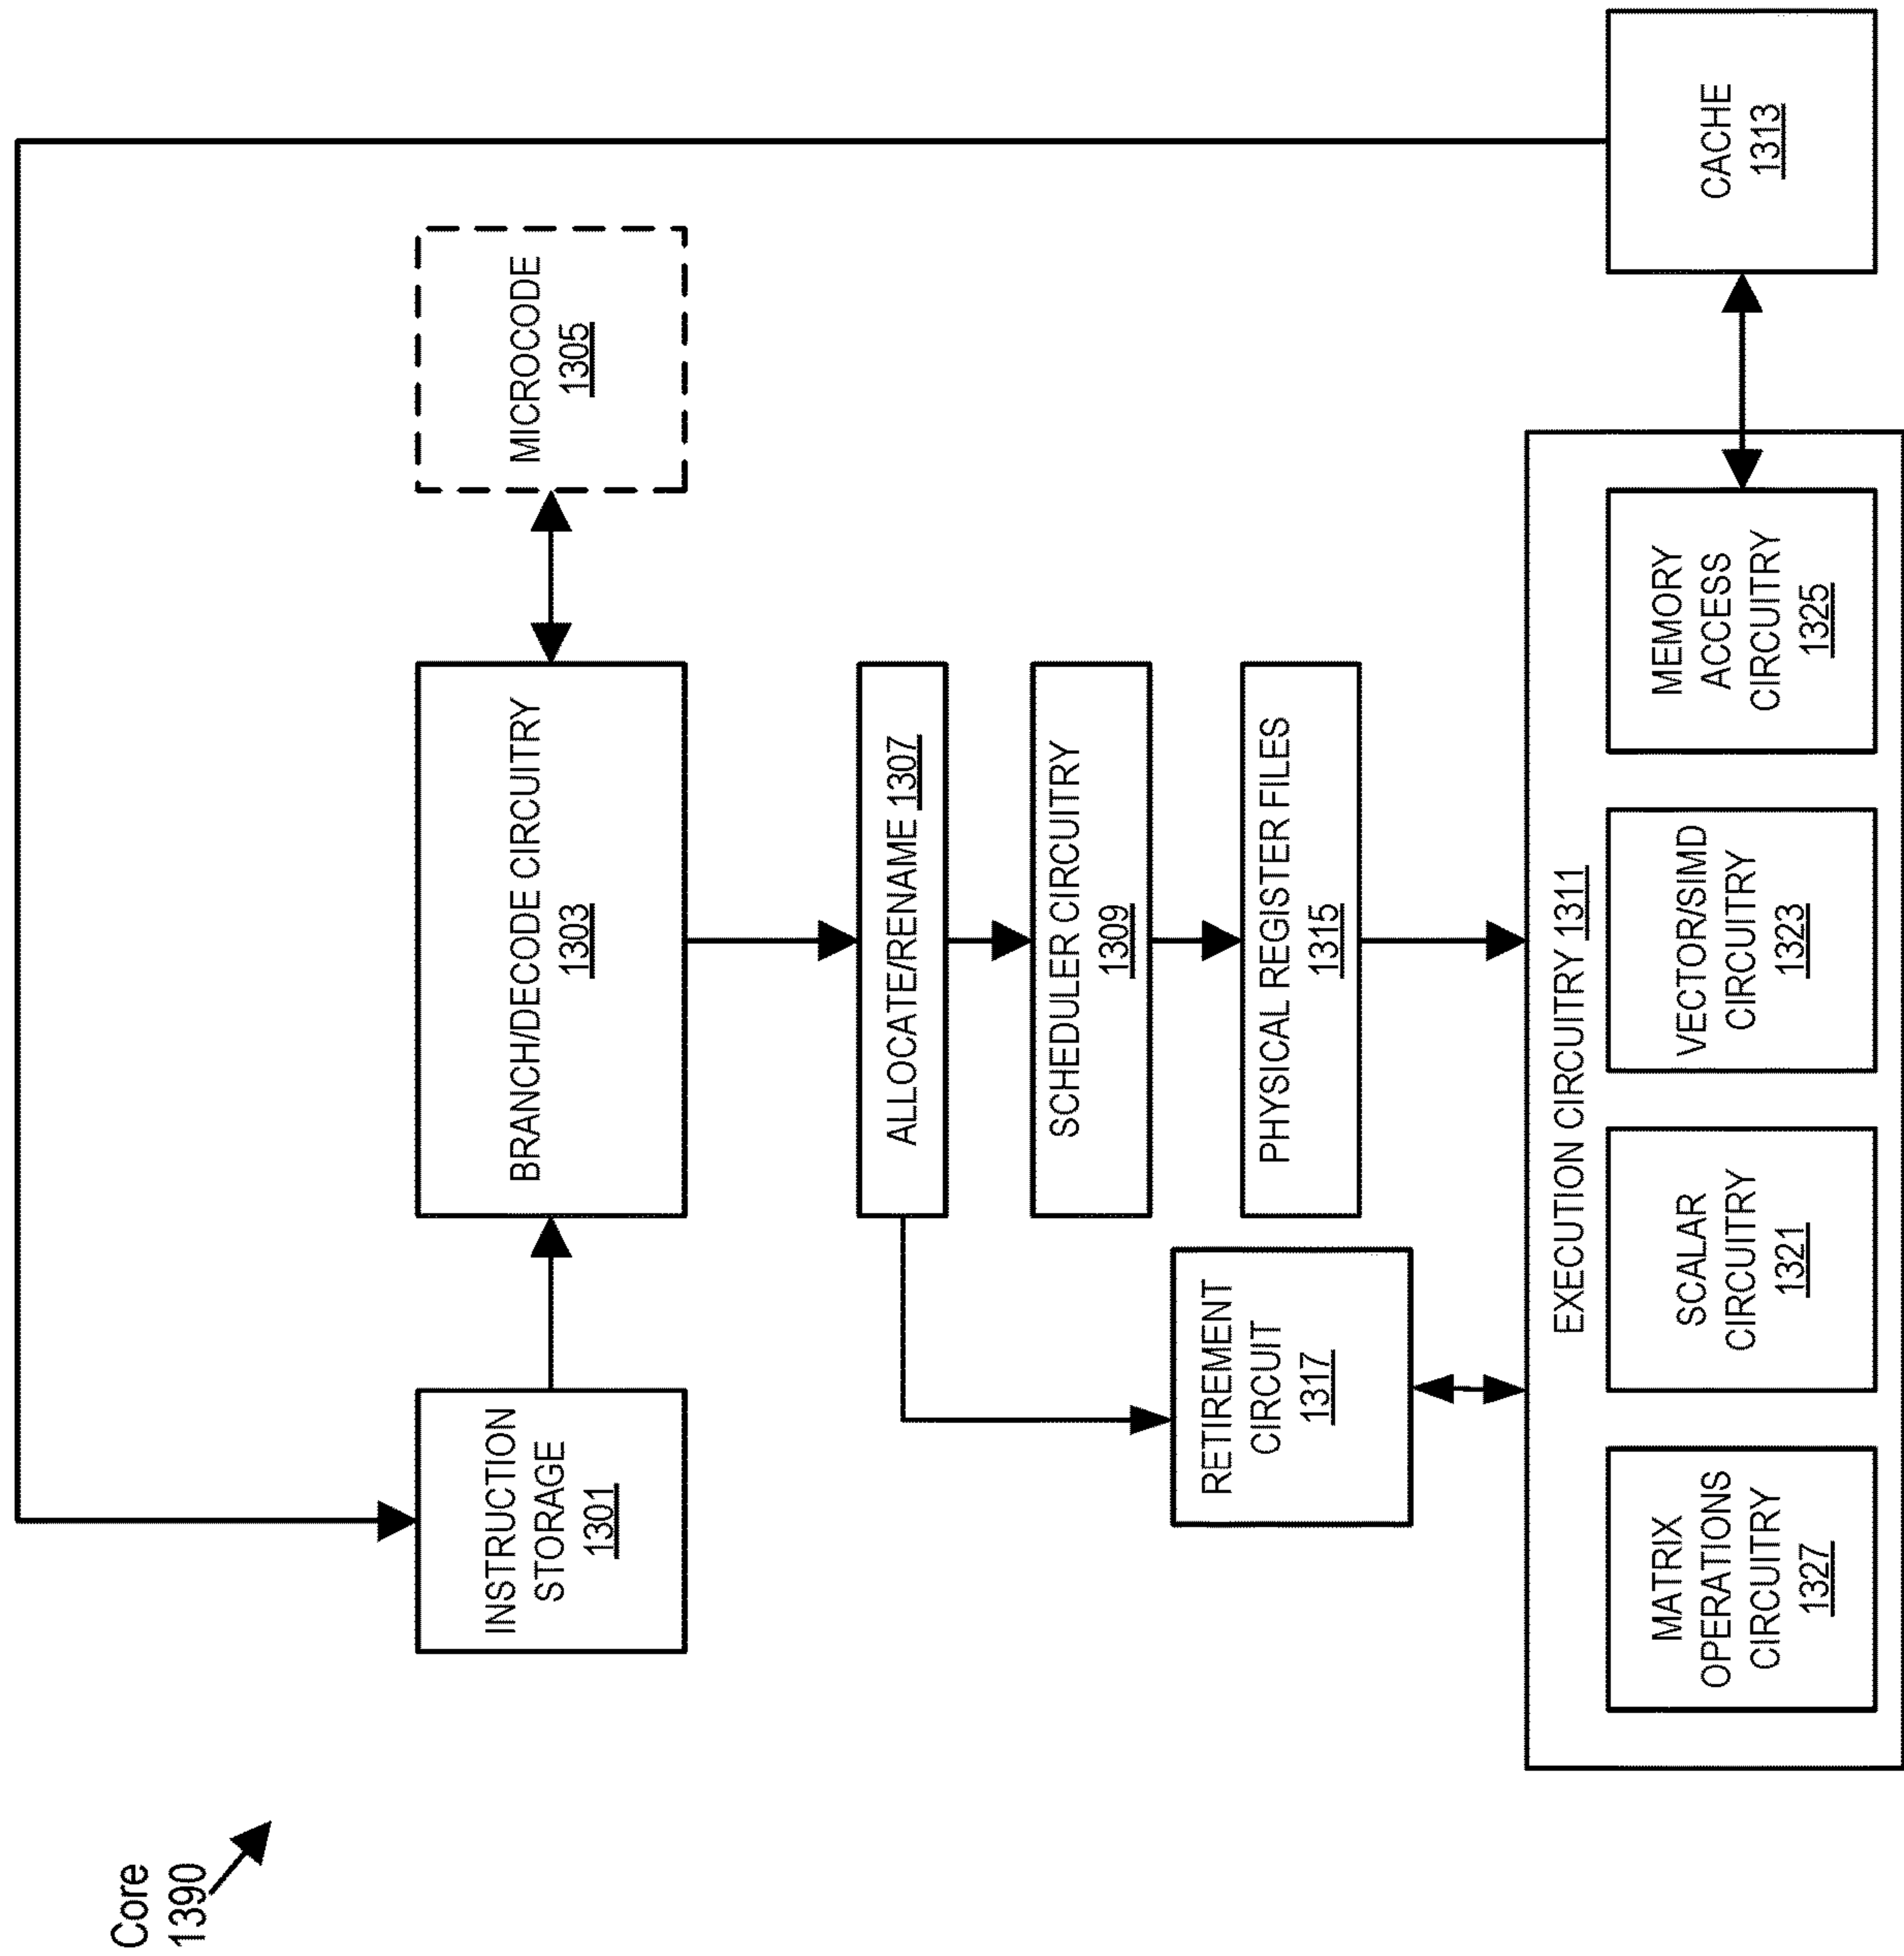 Core
1390
INSTRUCTION
STORAGE
1301
BRANCH/DECODE CIRCUITRY
1303
MICROCODE
1305
ALLOCATE/RENAME 1307
SCHEDULER CIRCUITRY
1309
PHYSICAL REGISTER FILES
1315
RETIREMENT
CIRCUIT
1317
EXECUTION CIRCUITRY 1311
MATRIX
OPERATIONS
CIRCUITRY
1327
SCALAR
CIRCUITRY
1321
VECTOR/SIMD
CIRCUITRY
1323
MEMORY
ACCESS
CIRCUITRY
1325
CACHE
1313